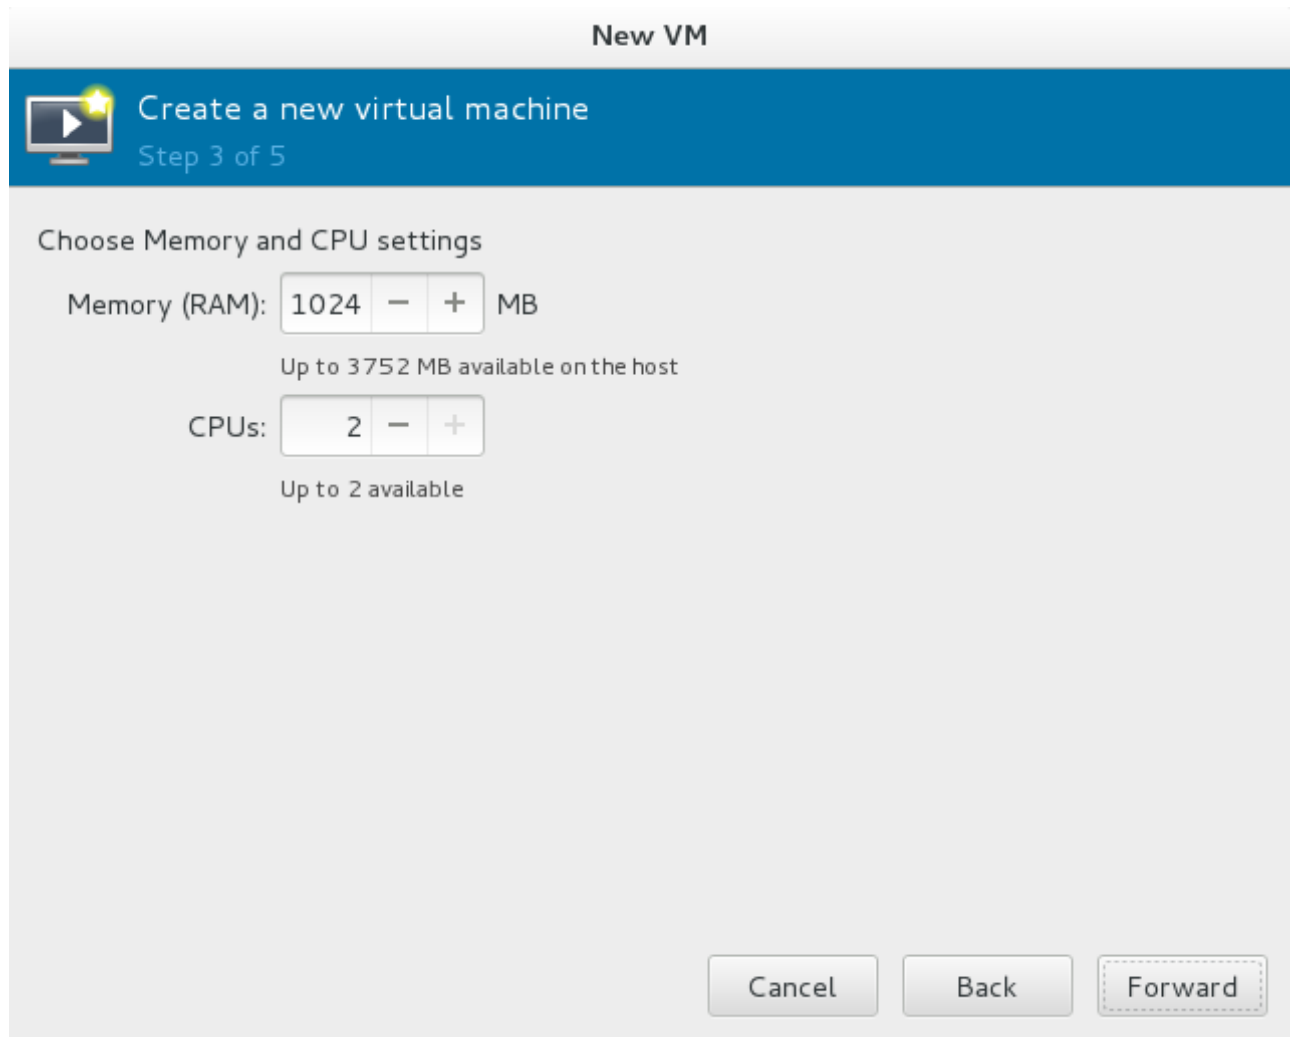 New VM
Create a new virtual machine
Step 3 of 5
Choose Memory and CPU settings
Memory (RAM): 1024 − + MB
Up to 3752 MB available on the host
CPUs: 2 − +
Up to 2 available
Cancel Back Forward